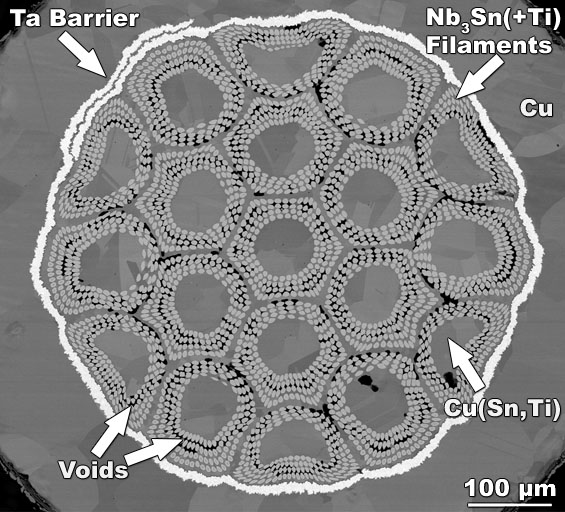 Ta Barrier
Nb₃Sn(+Ti)
Filaments
Cu
Cu(Sn,Ti)
Voids
100 µm